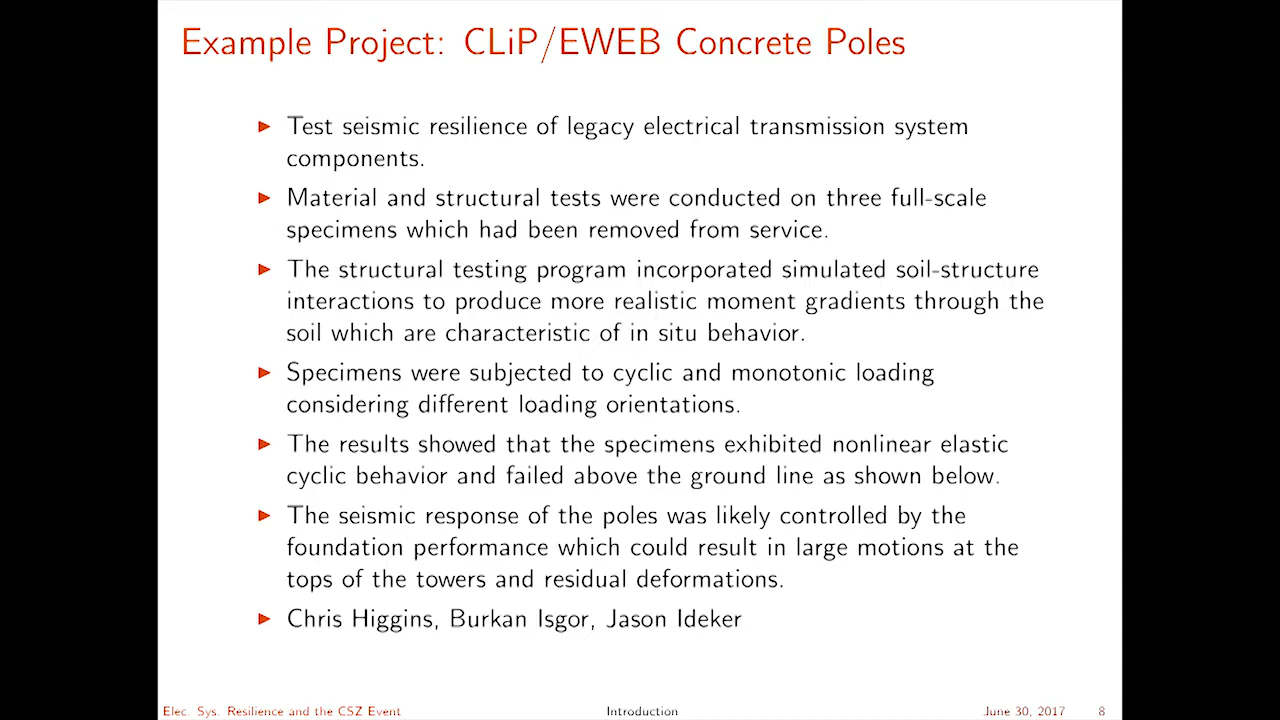 Example Project: CLiP/EWEB Concrete Poles
Test seismic resilience of legacy electrical transmission system
components.
Material and structural tests were conducted on three full-scale
specimens which had been removed from service.
The structural testing program incorporated simulated soil-structure
interactions to produce more realistic moment gradients through the
soil which are characteristic of in situ behavior.
Specimens were subjected to cyclic and monotonic loading
considering different loading orientations.
The results showed that the specimens exhibited nonlinear elastic
cyclic behavior and failed above the ground line as shown below.
The seismic response of the poles was likely controlled by the
foundation performance which could result in large motions at the
tops of the towers and residual deformations.
Chris Higgins, Burkan Isgor, Jason Ideker
Elec. Sys. Resilience and the CSZ Event Introduction June 30, 2017 8